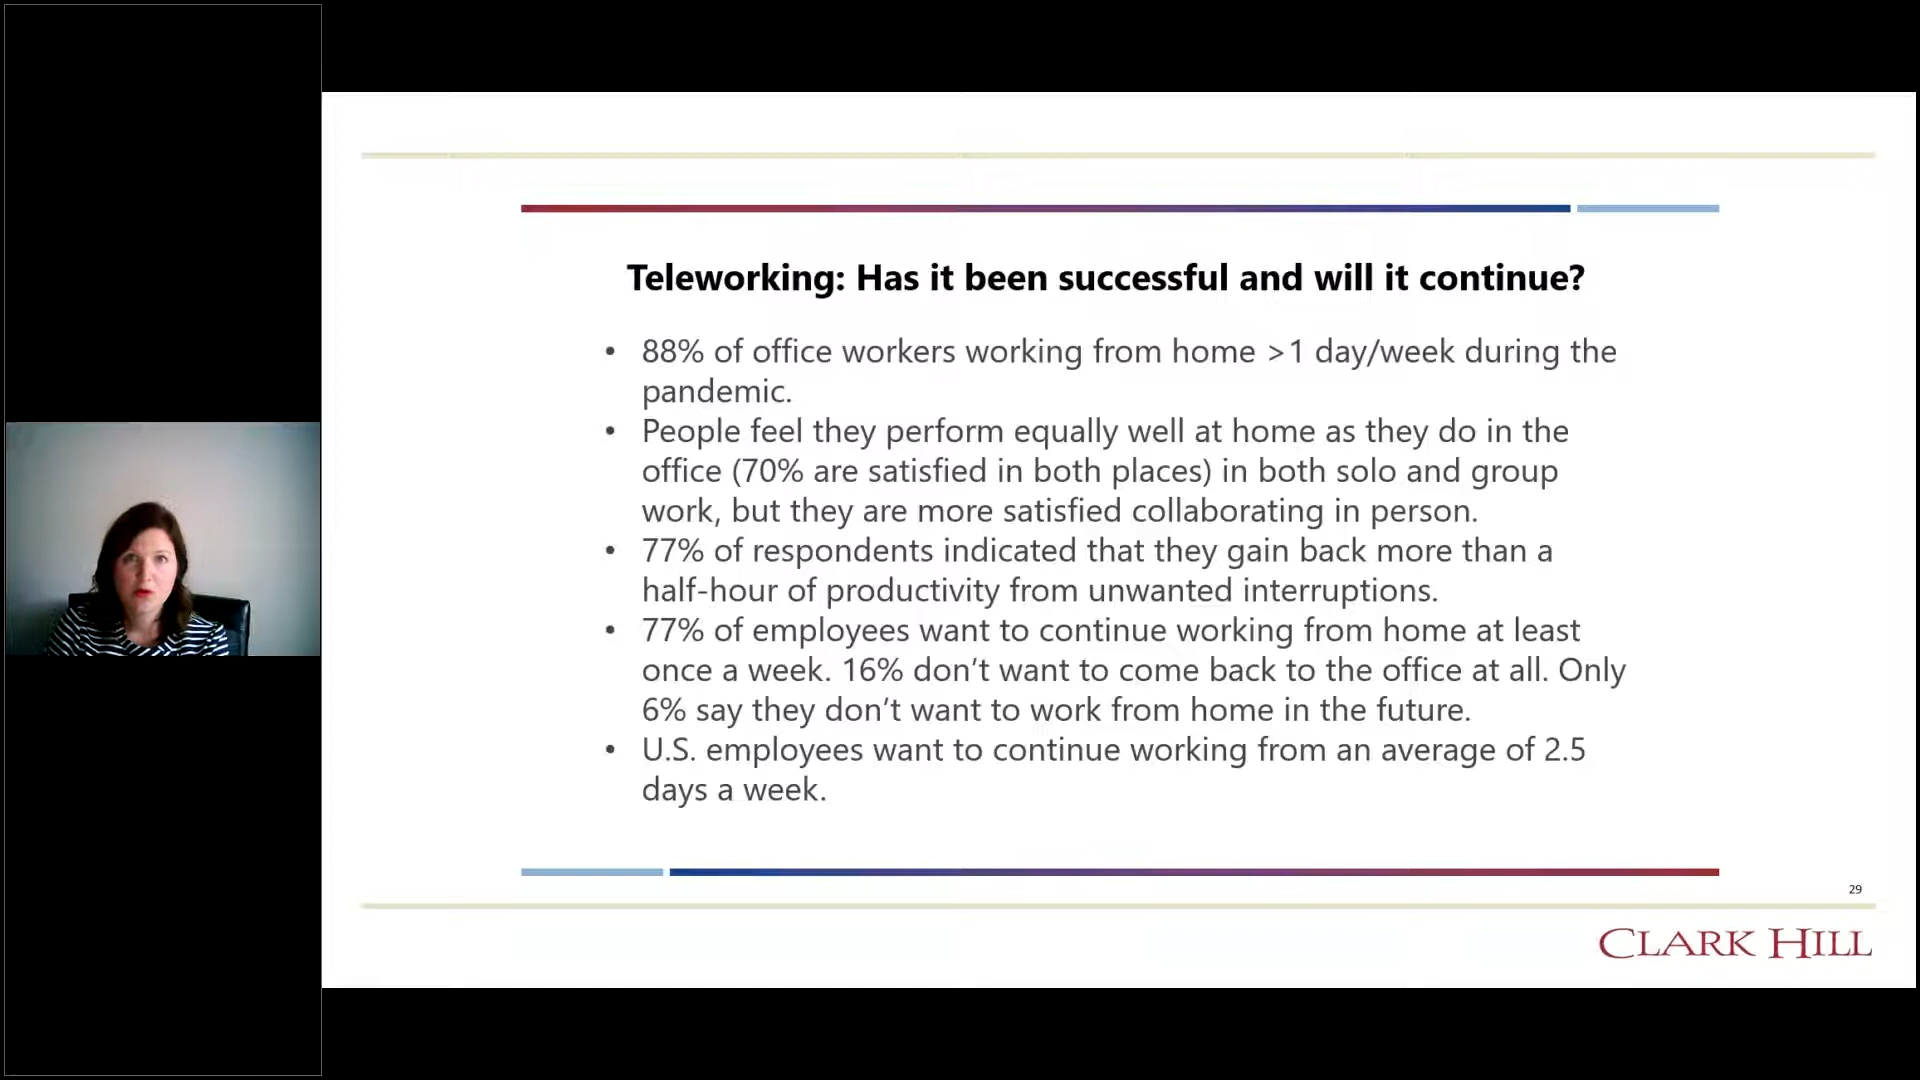 Teleworking: Has it been successful and will it continue?
• 88% of office workers working from home >1 day/week during the
pandemic.
• People feel they perform equally well at home as they do in the
office (70% are satisfied in both places) in both solo and group
work, but they are more satisfied collaborating in person.
• 77% of respondents indicated that they gain back more than a
half-hour of productivity from unwanted interruptions.
• 77% of employees want to continue working from home at least
once a week. 16% don’t want to come back to the office at all. Only
6% say they don’t want to work from home in the future.
• U.S. employees want to continue working from an average of 2.5
days a week.
29
CLARK HILL